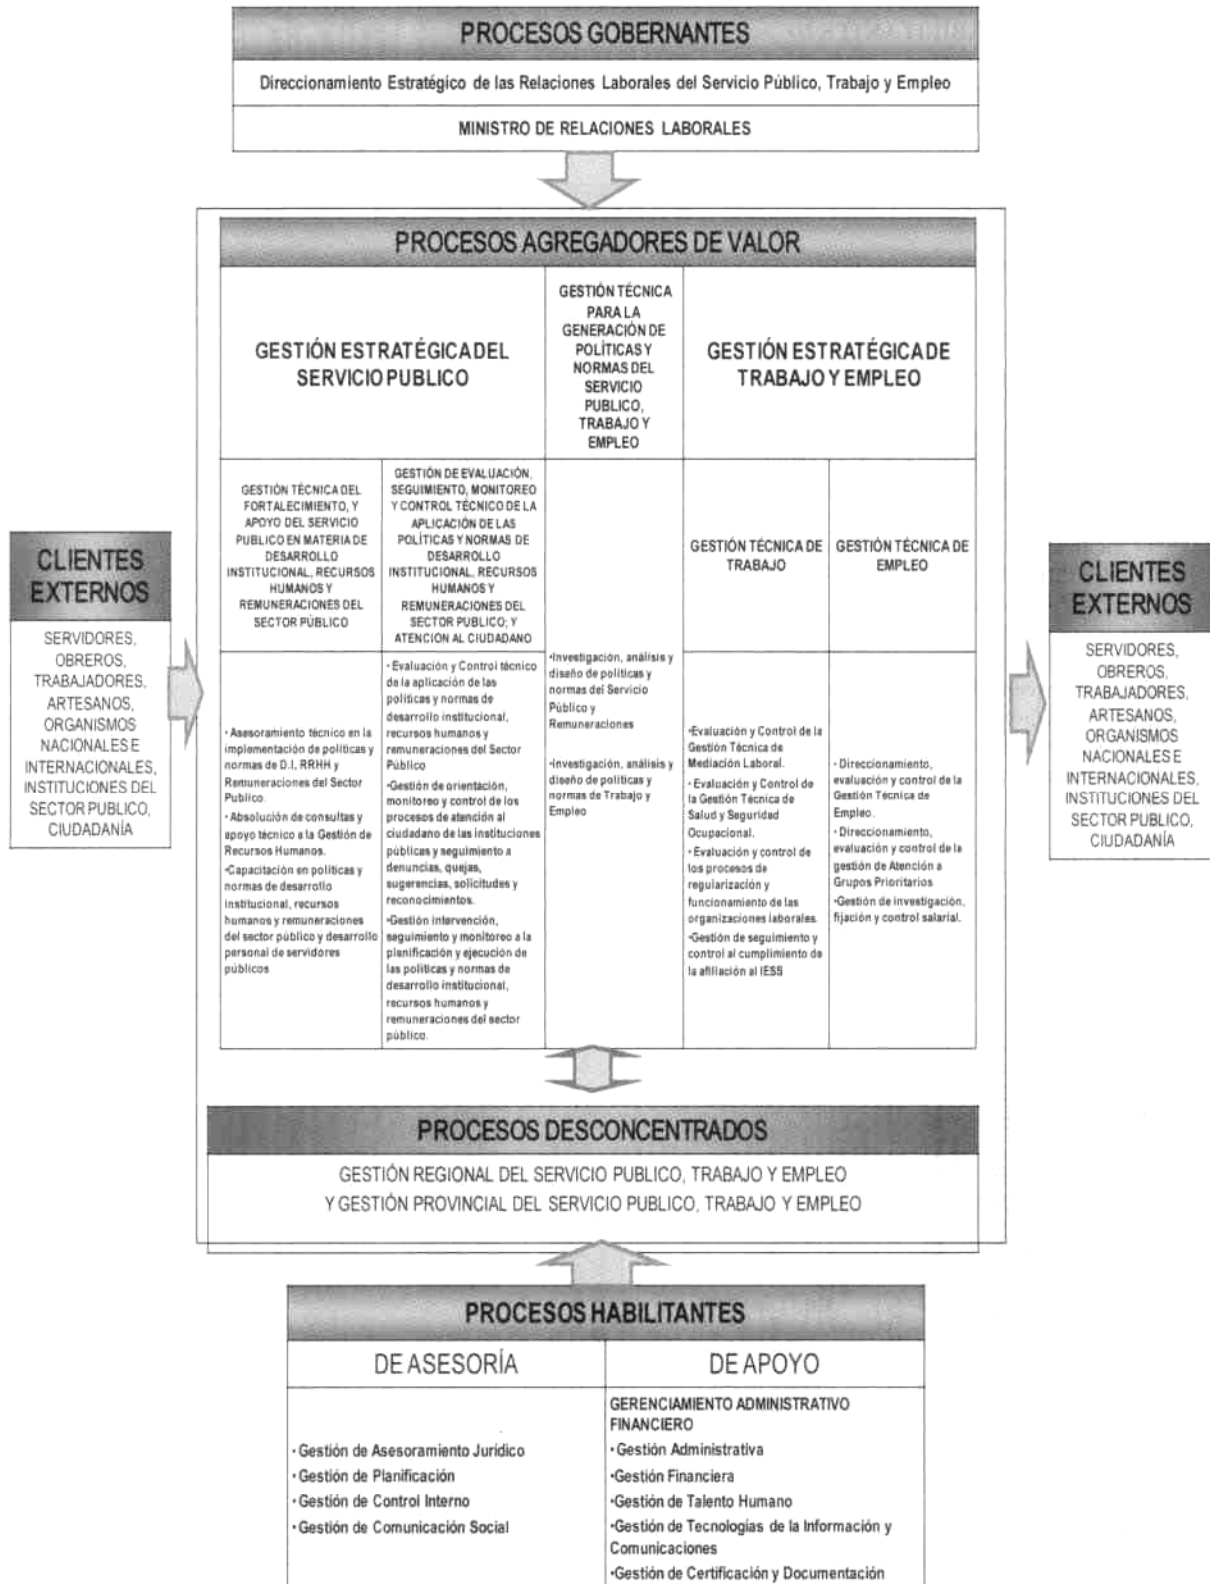 PROCESOS GOBERNANTES
Direccionamiento Estratégico de las Relaciones Laborales del Servicio Público, Trabajo y Empleo
MINISTRO DE RELACIONES LABORALES
PROCESOS AGREGADORES DE VALOR
GESTIÓN ESTRATÉGICA DEL
SERVICIO PUBLICO
GESTIÓN TÉCNICA
PARA LA
GENERACIÓN DE
POLÍTICAS Y
NORMAS DEL
SERVICIO
PUBLICO,
TRABAJO Y
EMPLEO
GESTIÓN ESTRATÉGICA DE
TRABAJO Y EMPLEO
GESTIÓN TÉCNICA DEL
FORTALECIMIENTO, Y
APOYO DEL SERVICIO
PUBLICO EN MATERIA DE
DESARROLLO
INSTITUCIONAL, RECURSOS
HUMANOS Y
REMUNERACIONES DEL
SECTOR PÚBLICO
GESTIÓN DE EVALUACIÓN,
SEGUIMIENTO, MONITOREO
Y CONTROL TÉCNICO DE LA
APLICACIÓN DE LAS
POLÍTICAS Y NORMAS DE
DESARROLLO
INSTITUCIONAL, RECURSOS
HUMANOS Y
REMUNERACIONES DEL
SECTOR PUBLICO; Y
ATENCION AL CIUDADANO
GESTIÓN TÉCNICA DE
TRABAJO
GESTIÓN TÉCNICA DE
EMPLEO
CLIENTES
EXTERNOS
SERVIDORES,
OBREROS,
TRABAJADORES,
ARTESANOS,
ORGANISMOS
NACIONALES E
INTERNACIONALES,
INSTITUCIONES DEL
SECTOR PUBLICO,
CIUDADANÍA
• Asesoramiento técnico en la
implementación de políticas y
normas de D.I, RRHH y
Remuneraciones del Sector
Publico.
• Absolución de consultas y
apoyo técnico a la Gestión de
Recursos Humanos.
•Capacitación en políticas y
normas de desarrollo
institucional, recursos
humanos y remuneraciones
del sector público y desarrollo
personal de servidores
públicos
• Evaluación y Control técnico
de la aplicación de las
políticas y normas de
desarrollo institucional,
recursos humanos y
remuneraciones del Sector
Público
•Gestión de orientación,
monitoreo y control de los
procesos de atención al
ciudadano de las instituciones
públicas y seguimiento a
denuncias, quejas,
sugerencias, solicitudes y
reconocimientos.
•Gestión intervención,
seguimiento y monitoreo a la
planificación y ejecución de
las políticas y normas de
desarrollo institucional,
recursos humanos y
remuneraciones del sector
público.
•Investigación, análisis y
diseño de políticas y
normas del Servicio
Público y
Remuneraciones
•Investigación, análisis y
diseño de políticas y
normas de Trabajo y
Empleo
•Evaluación y Control de la
Gestión Técnica de
Mediación Laboral.
• Evaluación y Control de
la Gestión Técnica de
Salud y Seguridad
Ocupacional.
• Evaluación y control de
los procesos de
regularización y
funcionamiento de las
organizaciones laborales.
•Gestión de seguimiento y
control al cumplimiento de
la afiliación al IESS
• Direccionamiento,
evaluación y control de la
Gestión Técnica de
Empleo.
• Direccionamiento,
evaluación y control de la
gestión de Atención a
Grupos Prioritarios
•Gestión de investigación,
fijación y control salarial.
CLIENTES
EXTERNOS
SERVIDORES,
OBREROS,
TRABAJADORES,
ARTESANOS,
ORGANISMOS
NACIONALES E
INTERNACIONALES,
INSTITUCIONES DEL
SECTOR PUBLICO,
CIUDADANÍA
PROCESOS DESCONCENTRADOS
GESTIÓN REGIONAL DEL SERVICIO PUBLICO, TRABAJO Y EMPLEO
Y GESTIÓN PROVINCIAL DEL SERVICIO PUBLICO, TRABAJO Y EMPLEO
PROCESOS HABILITANTES
DE ASESORÍA
• Gestión de Asesoramiento Jurídico
• Gestión de Planificación
• Gestión de Control Interno
• Gestión de Comunicación Social
DE APOYO
GERENCIAMIENTO ADMINISTRATIVO
FINANCIERO
• Gestión Administrativa
•Gestión Financiera
•Gestión de Talento Humano
•Gestión de Tecnologías de la Información y
Comunicaciones
•Gestión de Certificación y Documentación